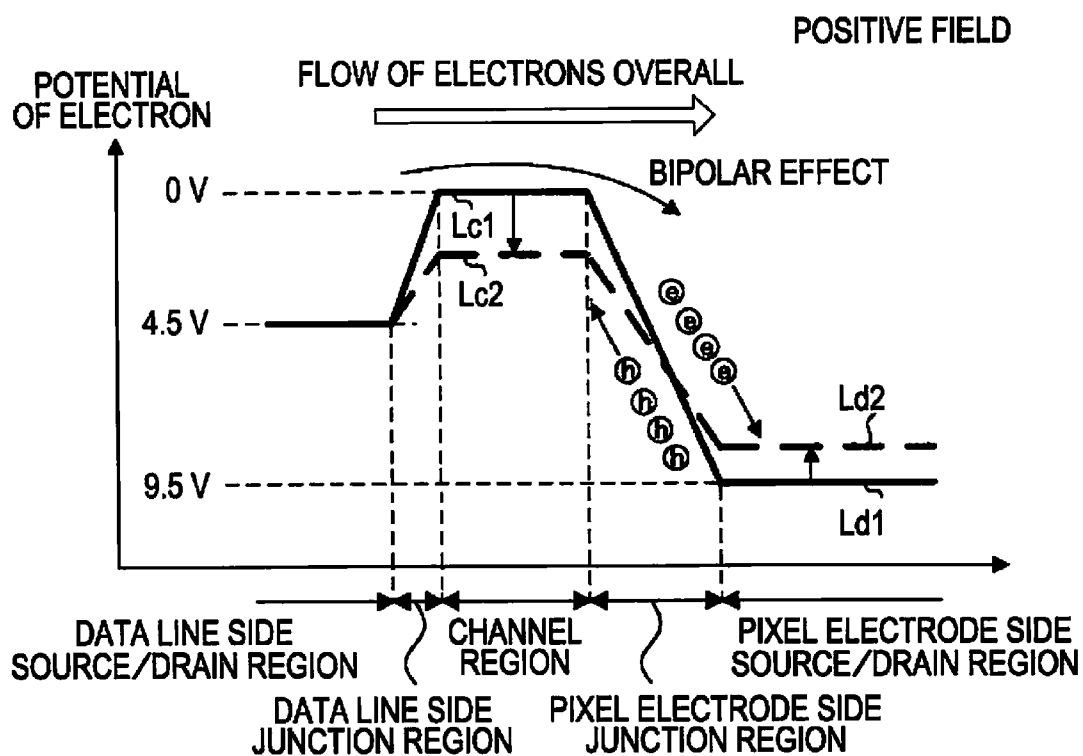 POSITIVE FIELD
FLOW OF ELECTRONS OVERALL
POTENTIAL
OF ELECTRON
BIPOLAR EFFECT
0 V
Lc1
Lc2
4.5 V
e
e
e
e
h
h
h
h
Ld2
9.5 V
Ld1
DATA LINE SIDE
SOURCE/DRAIN REGION
CHANNEL
REGION
PIXEL ELECTRODE SIDE
SOURCE/DRAIN REGION
DATA LINE SIDE
JUNCTION REGION
PIXEL ELECTRODE SIDE
JUNCTION REGION